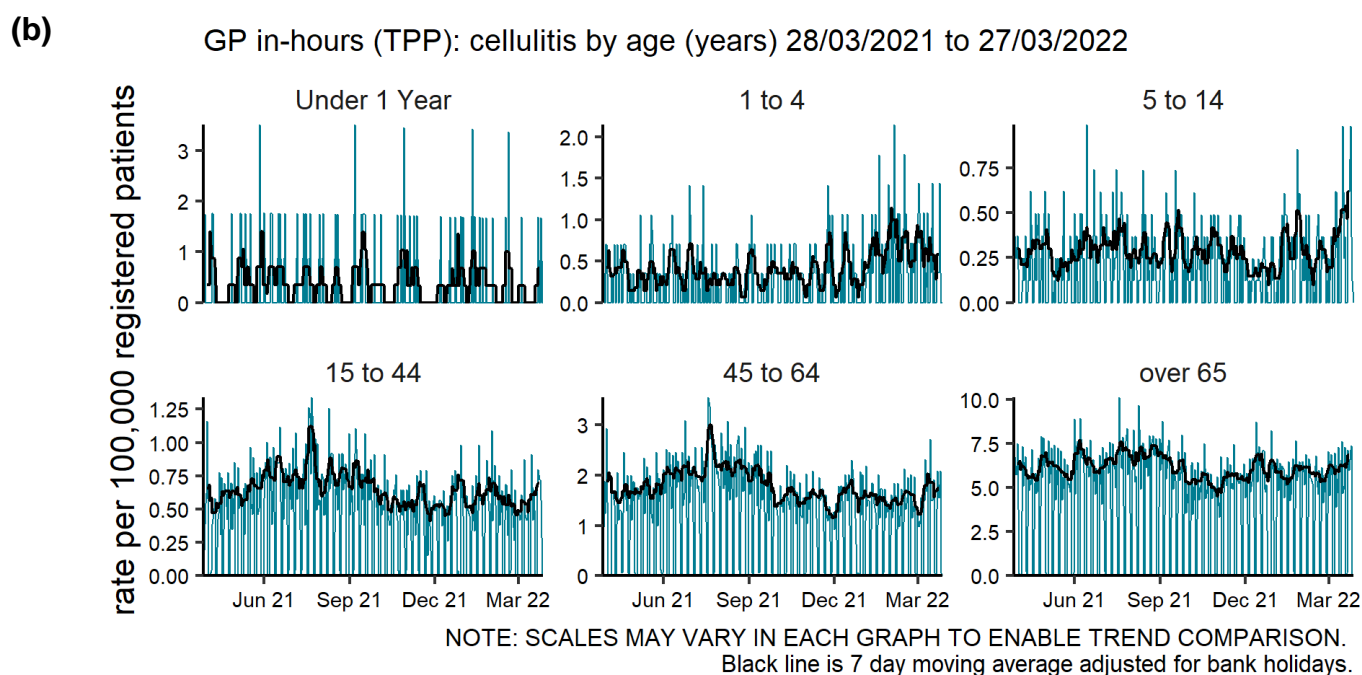 (b)
GP in-hours (TPP): cellulitis by age (years) 28/03/2021 to 27/03/2022
rate per 100,000 registered patients
Under 1 Year
3
2
1
0
1 to 4
2.0
1.5
1.0
0.5
0.0
5 to 14
0.75
0.50
0.25
0.00
15 to 44
1.25
1.00
0.75
0.50
0.25
0.00
Jun 21 Sep 21 Dec 21 Mar 22
45 to 64
3
2
1
0
Jun 21 Sep 21 Dec 21 Mar 22
over 65
10.0
7.5
5.0
2.5
0.0
Jun 21 Sep 21 Dec 21 Mar 22
NOTE: SCALES MAY VARY IN EACH GRAPH TO ENABLE TREND COMPARISON.
Black line is 7 day moving average adjusted for bank holidays.